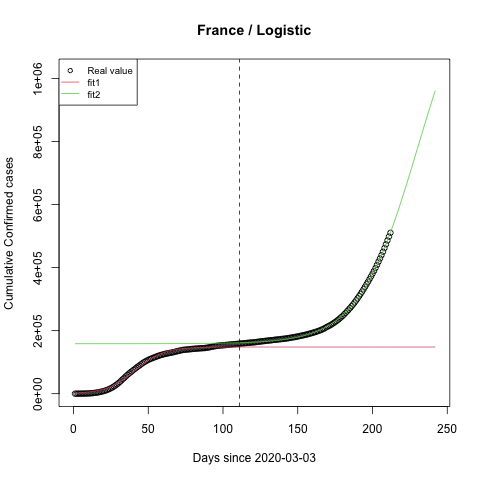 France / Logistic
Real value
fit1
fit2
Cumulative Confirmed cases
1e+06
8e+05
6e+05
4e+05
2e+05
0e+00
0 50 100 150 200 250
Days since 2020-03-03